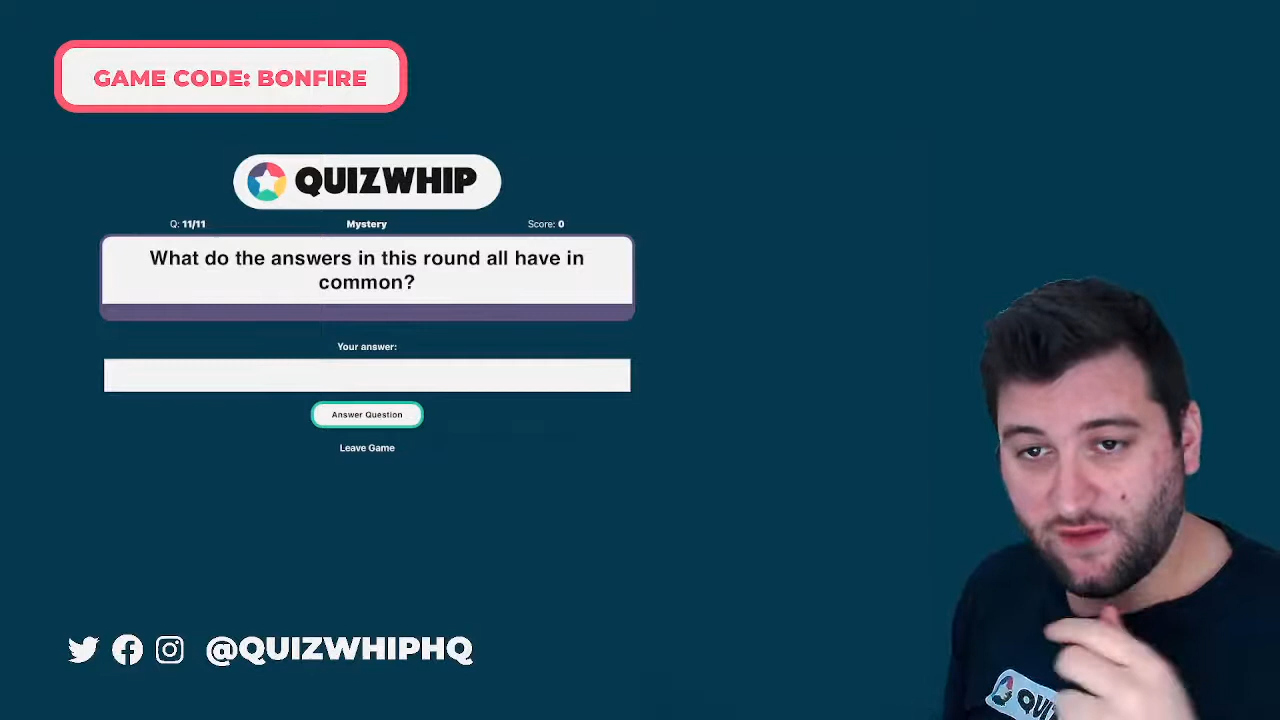 GAME CODE: BONFIRE
QUIZWHIP
Q: 11/11 Mystery Score: 0
What do the answers in this round all have in
common?
Your answer:
Answer Question
Leave Game
@QUIZWHIPHQ
QUI